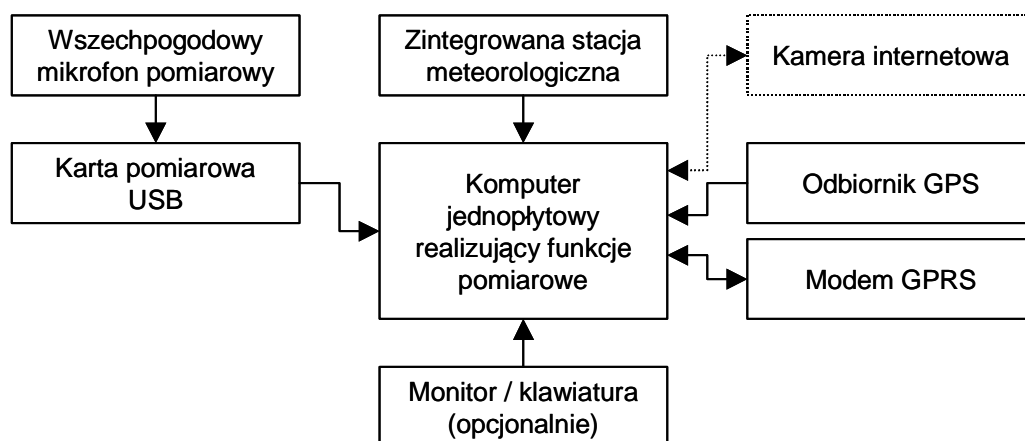 Wszechpogodowy
mikrofon pomiarowy
Zintegrowana stacja
meteorologiczna
Kamera internetowa
Karta pomiarowa
USB
Komputer
jednopłytowy
realizujący funkcje
pomiarowe
Odbiornik GPS
Modem GPRS
Monitor / klawiatura
(opcjonalnie)